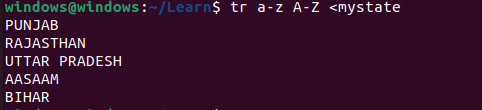 windows@windows:~/Learn$ tr a-z A-Z <mystate
PUNJAB
RAJASTHAN
UTTAR PRADESH
AASAAM
BIHAR